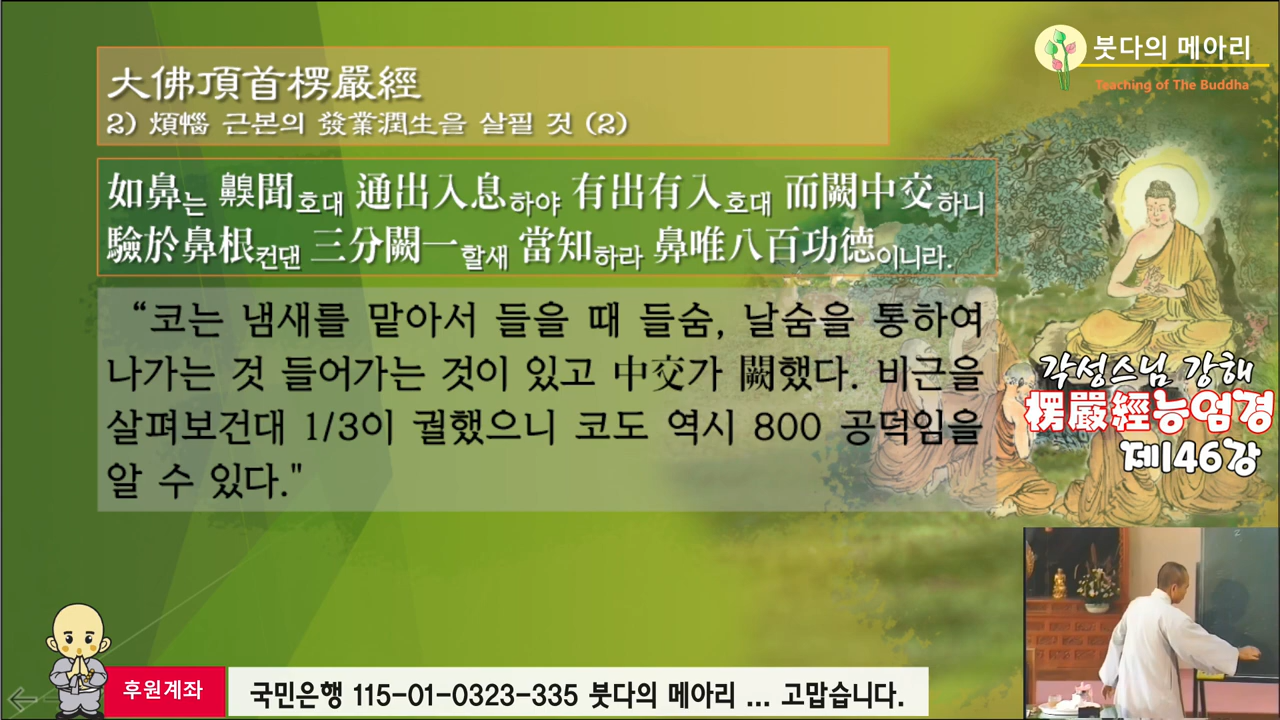 붓다의 메아리
Teaching of The Buddha
大佛頂首楞嚴經
2) 煩惱 근본의 發業潤生을 살필 것 (2)
如鼻는 齅聞호대 通出入息하야 有出有入호대 而闕中交하니
驗於鼻根컨댄 三分闕一할새 當知하라 鼻唯八百功德이니라.
“코는 냄새를 맡아서 들을 때 들숨, 날숨을 통하여
나가는 것 들어가는 것이 있고 中交가 闕했다. 비근을
살펴보건대 1/3이 궐했으니 코도 역시 800 공덕임을
알 수 있다."
각성스님 강해
楞嚴經능엄경
제146강
후원계좌
국민은행 115-01-0323-335 붓다의 메아리 ... 고맙습니다.